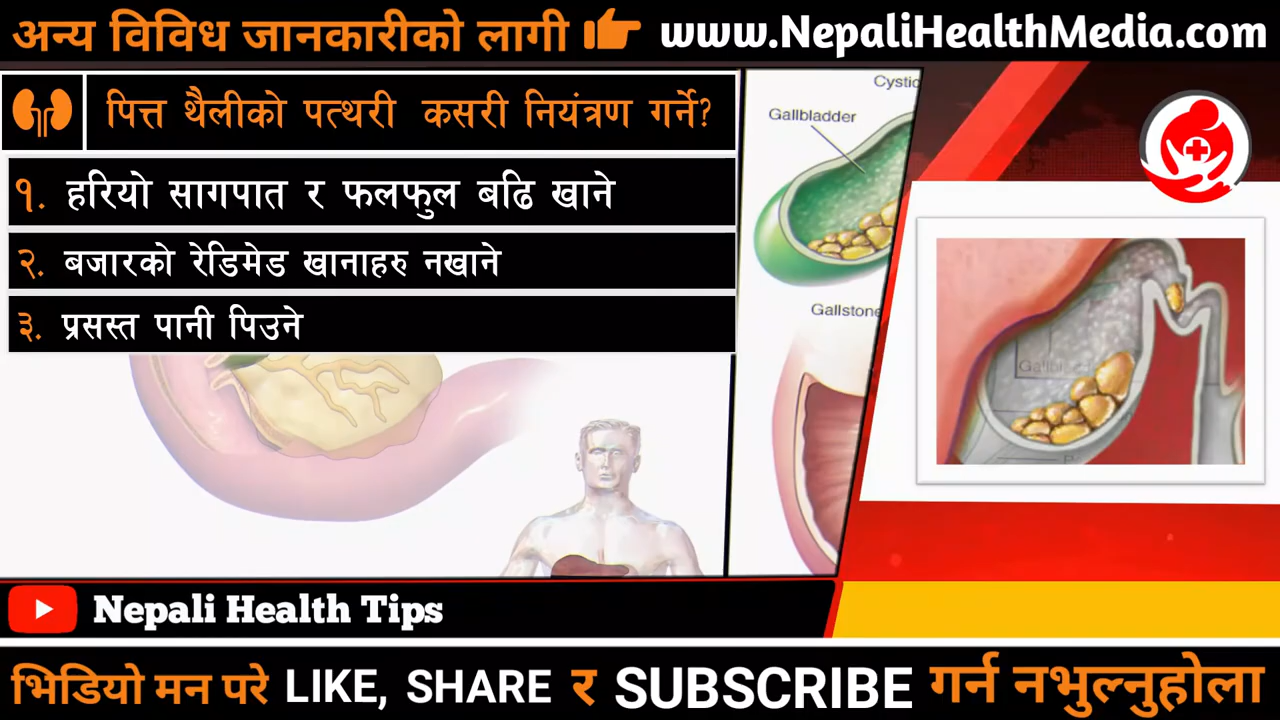 अन्य विविध जानकारीको लागी www.NepaliHealthMedia.com
पित्त थैलीको पत्थरी कसरी नियंत्रण गर्ने?
१. हरियो सागपात र फलफुल बढि खाने
२. बजारको रेडिमेड खानाहरु नखाने
३. प्रसस्त पानी पिउने
Cystic
Gallbladder
Gallstone
Nepali Health Tips
भिडियो मन परे LIKE, SHARE र SUBSCRIBE गर्न नभुल्नुहोला